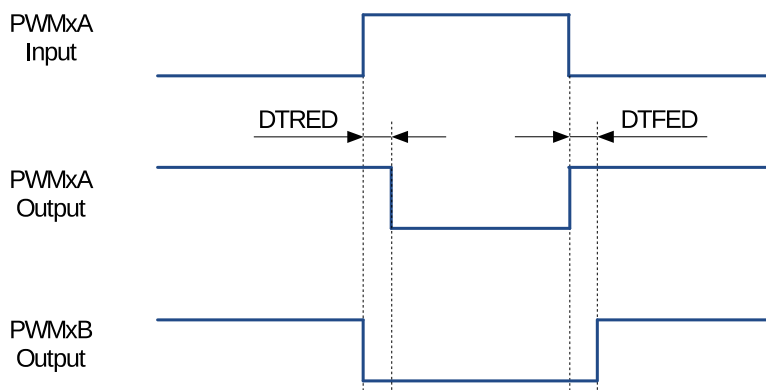 PWMxA
Input
DTRED
DTFED
PWMxA
Output
PWMxB
Output